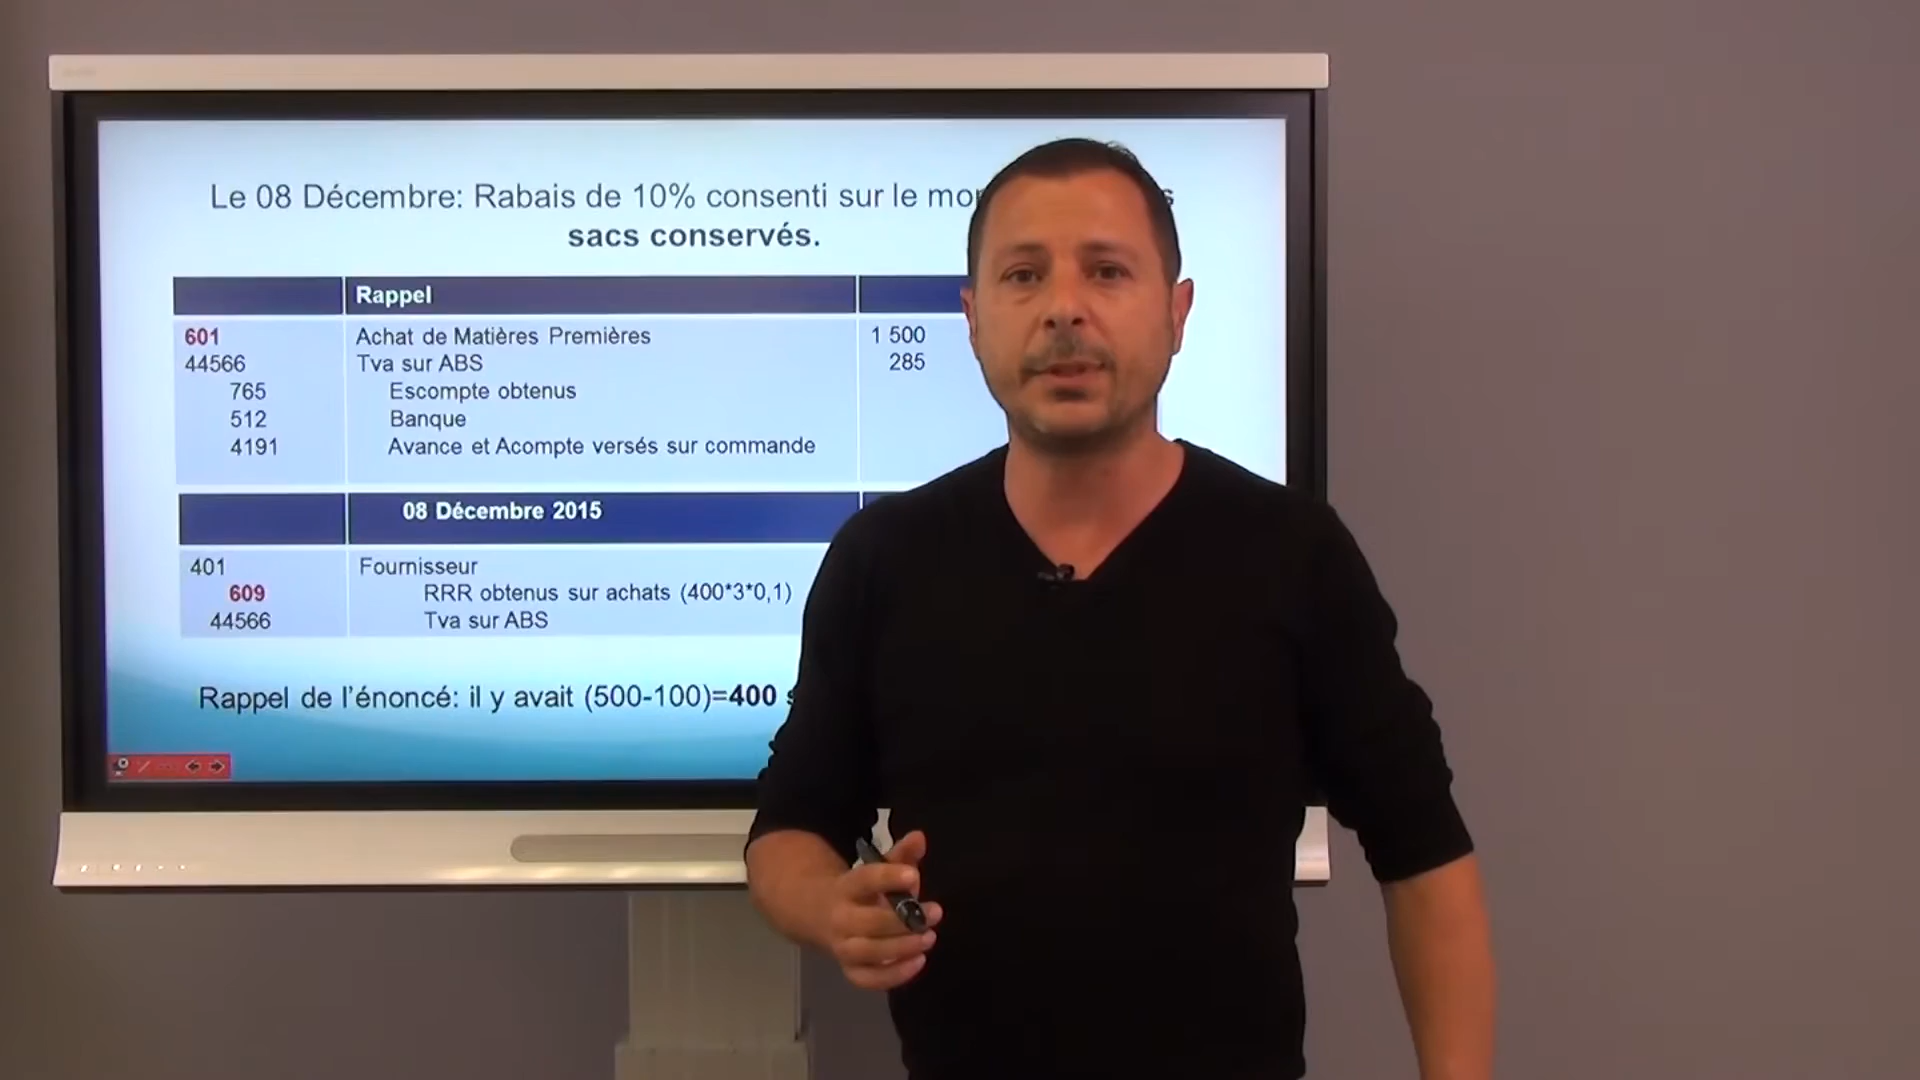 Le 08 Décembre: Rabais de 10% consenti sur le
sacs conservés.
Rappel
601 Achat de Matières Premières 1 500
44566 Tva sur ABS 285
765 Escompte obtenus
512 Banque
4191 Avance et Acompte versés sur commande
08 Décembre 2015
401 Fournisseur
609 RRR obtenus sur achats (400*3*0,1)
44566 Tva sur ABS
Rappel de l'énoncé: il y avait (500-100)=400